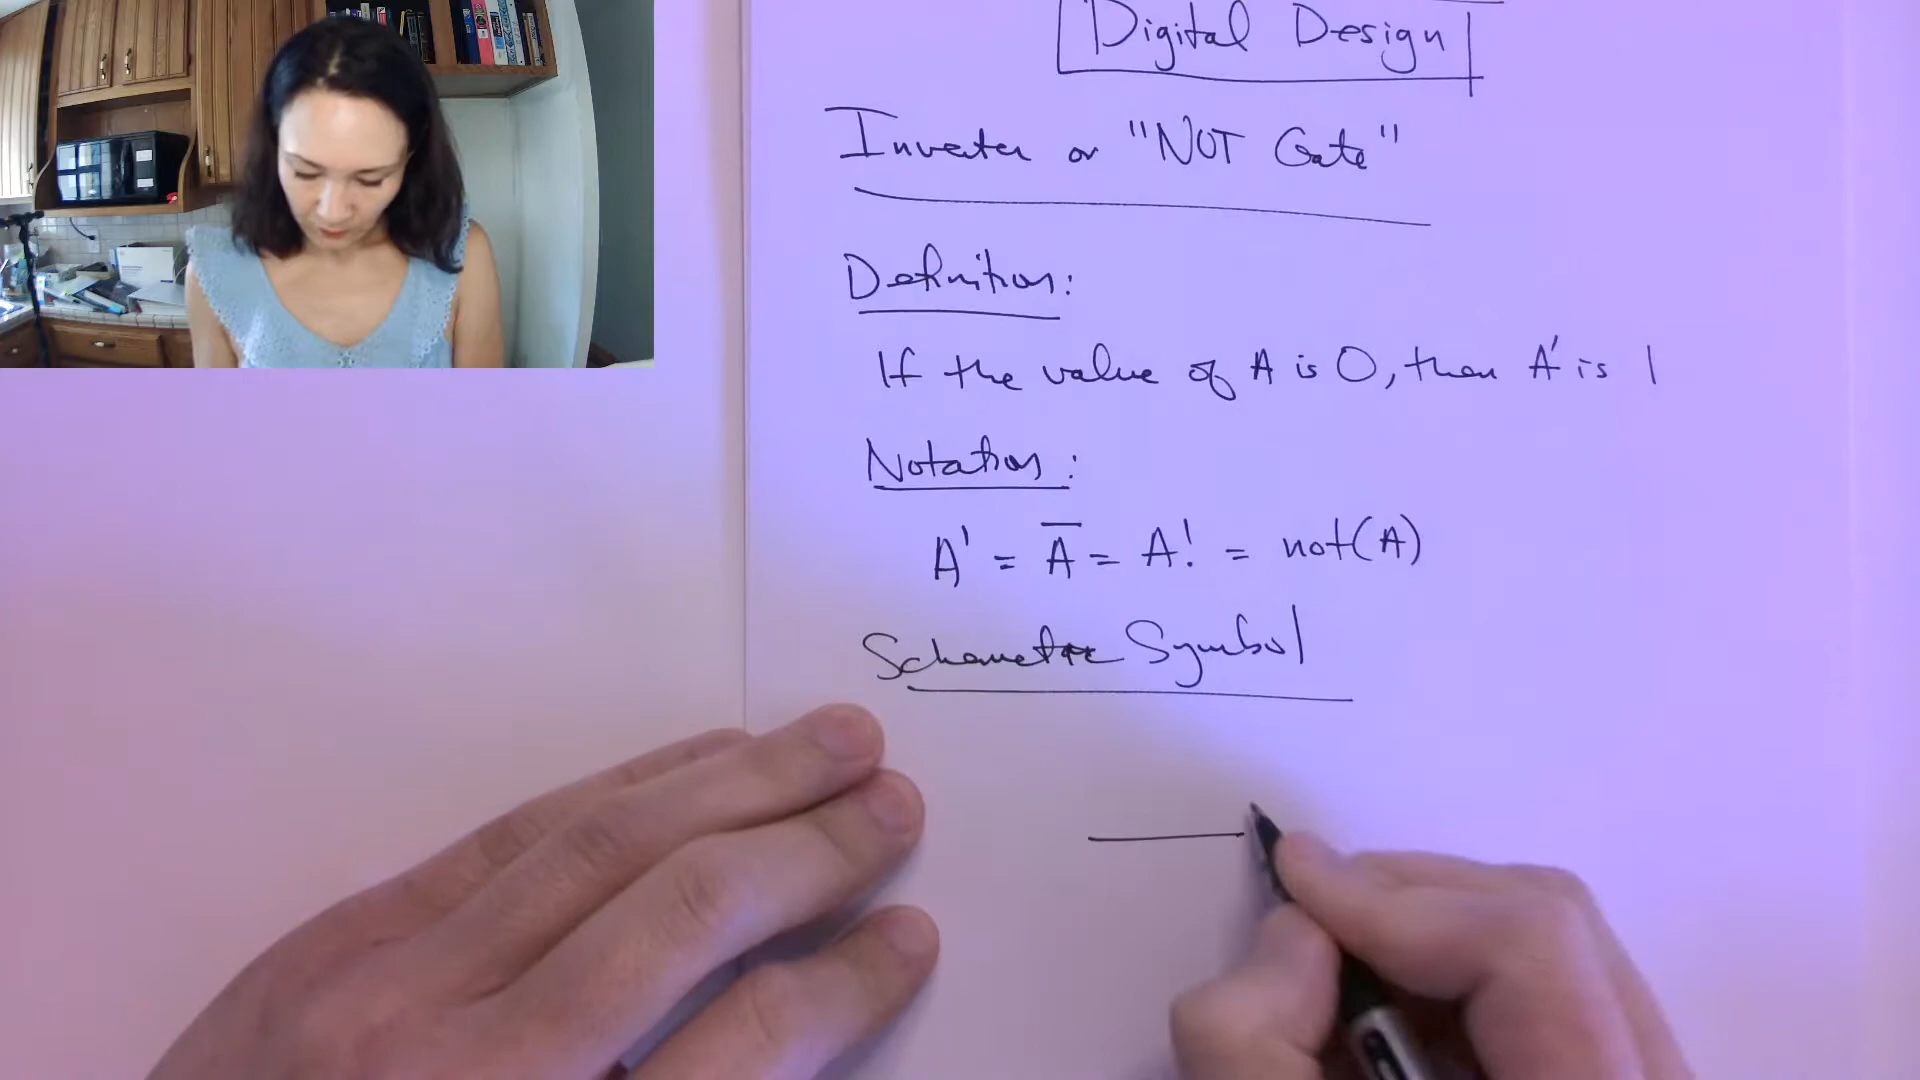 Digital Design
Inverter or "NOT Gate"
Definition:
If the value of A is 0, then A' is 1
Notation:
A' = A̅ = A! = not(A)
Schematic Symbol